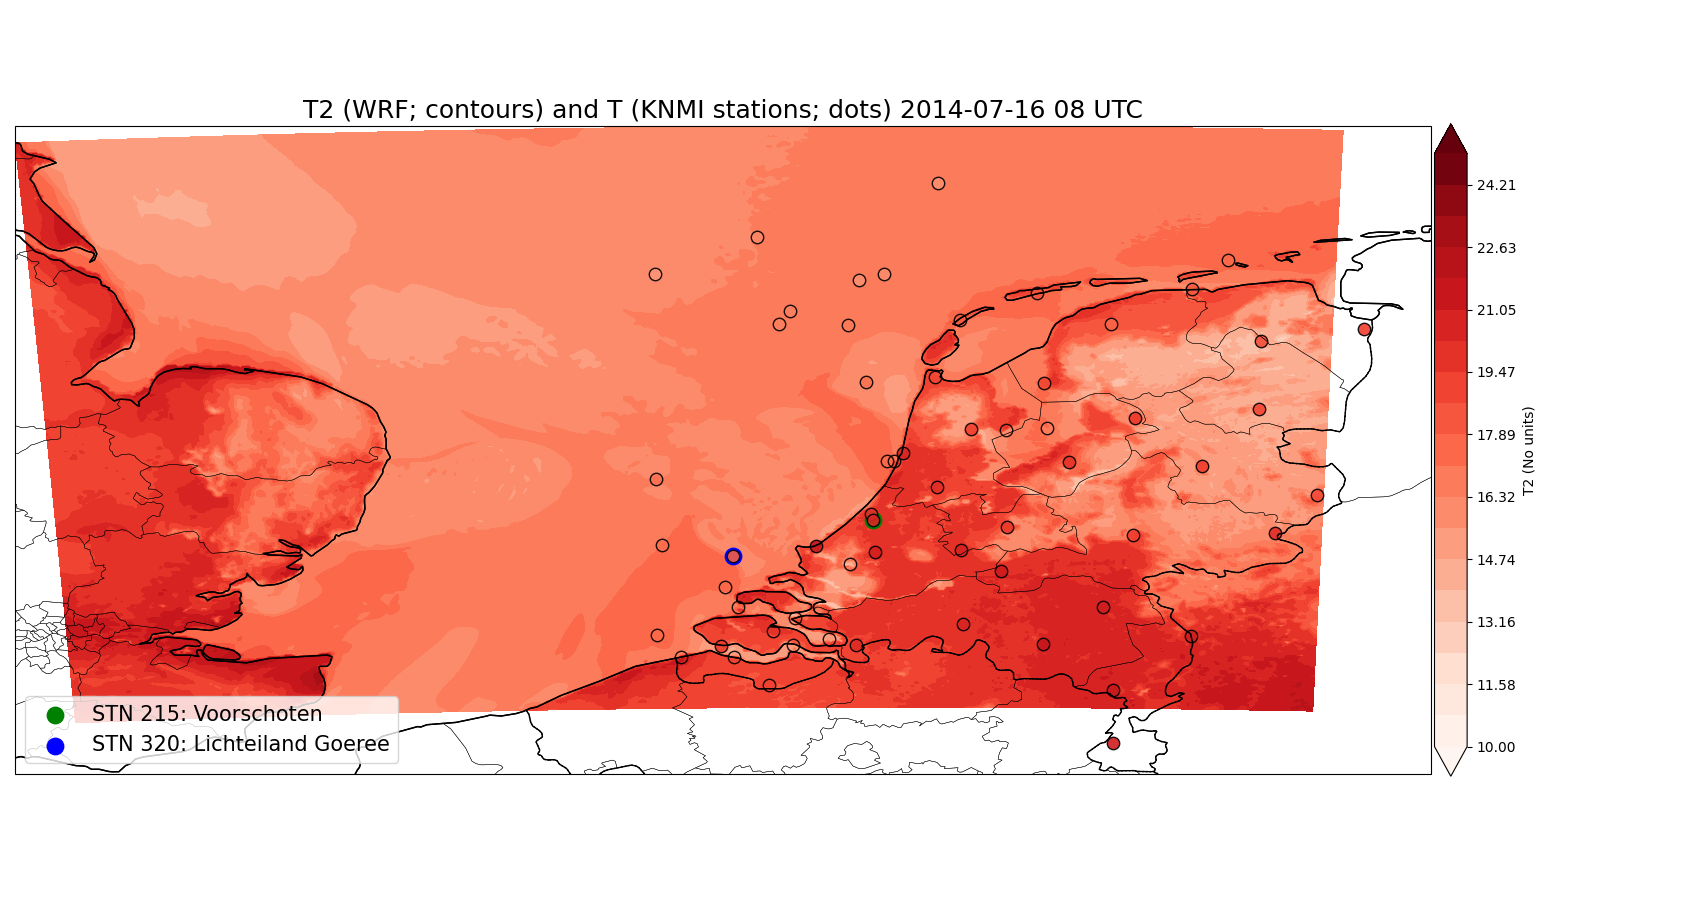 T2 (WRF; contours) and T (KNMI stations; dots) 2014-07-16 08 UTC
24.21
22.63
21.05
19.47
17.89
16.32
14.74
13.16
11.58
10.00
T2 (No units)
STN 215: Voorschoten
STN 320: Lichteiland Goeree